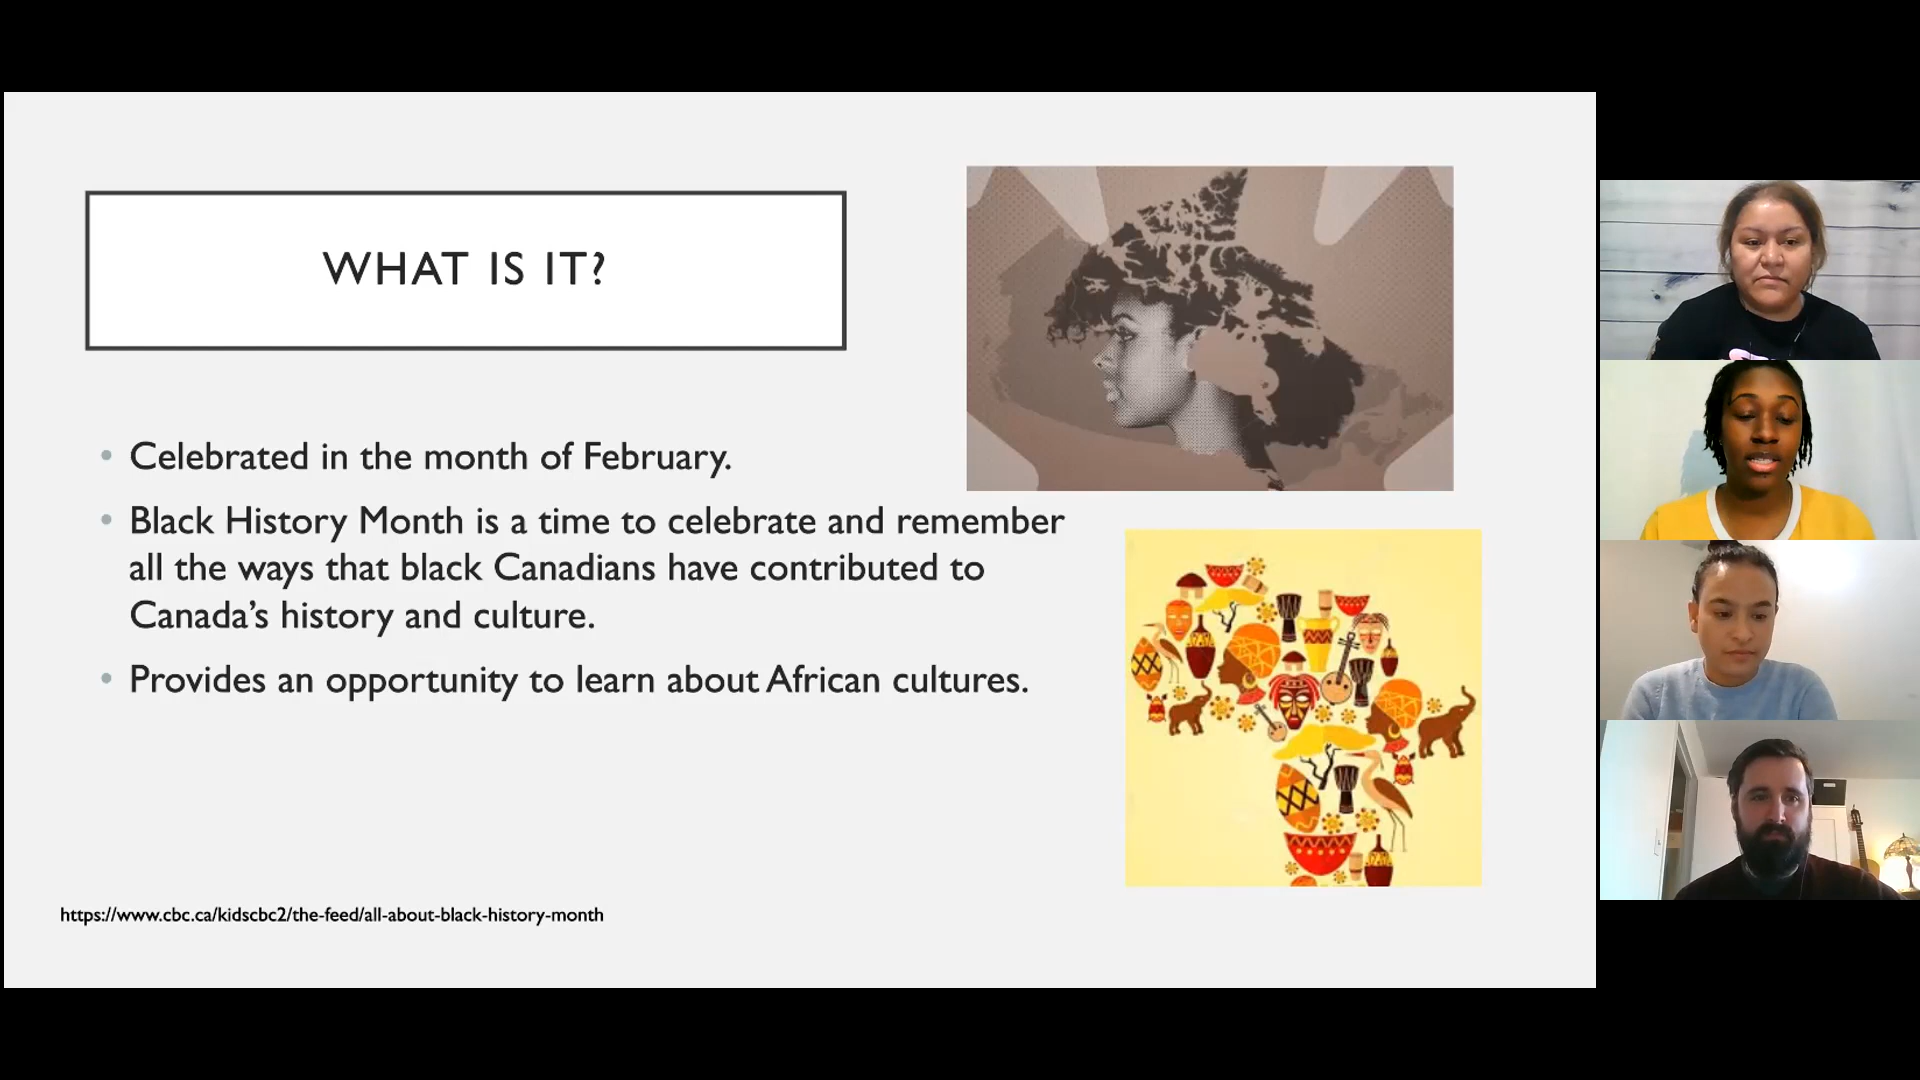 WHAT IS IT?
• Celebrated in the month of February.
• Black History Month is a time to celebrate and remember
all the ways that black Canadians have contributed to
Canada's history and culture.
• Provides an opportunity to learn about African cultures.
https://www.cbc.ca/kidscbc2/the-feed/all-about-black-history-month